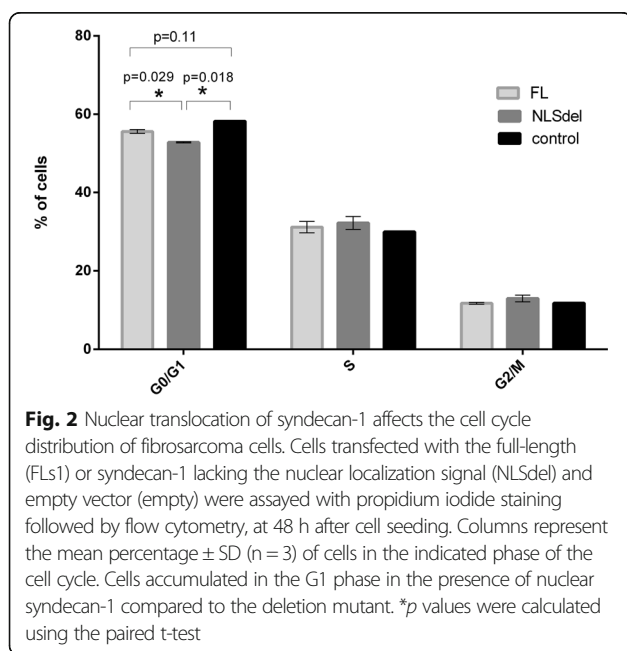 80
p=0.11
p=0.029 p=0.018
* *
FL
NLSdel
control
60
40
20
0
% of cells
G0/G1 S G2/M
Fig. 2 Nuclear translocation of syndecan-1 affects the cell cycle
distribution of fibrosarcoma cells. Cells transfected with the full-length
(FLs1) or syndecan-1 lacking the nuclear localization signal (NLSdel) and
empty vector (empty) were assayed with propidium iodide staining
followed by flow cytometry, at 48 h after cell seeding. Columns represent
the mean percentage ± SD (n = 3) of cells in the indicated phase of the
cell cycle. Cells accumulated in the G1 phase in the presence of nuclear
syndecan-1 compared to the deletion mutant. *p values were calculated
using the paired t-test